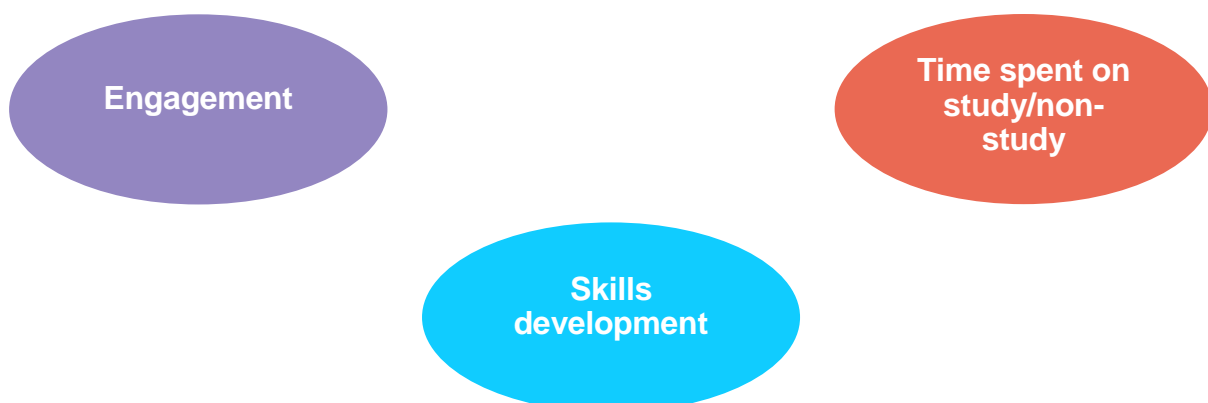 Engagement
Time spent on
study/non-
study
Skills
development